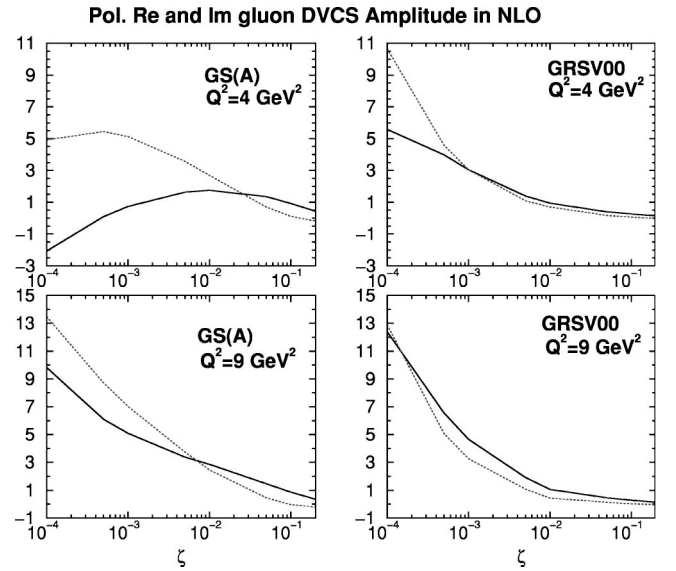 Pol. Re and Im gluon DVCS Amplitude in NLO
11
9
7
5
3
1
−1
−3
GS(A)
Q²=4 GeV²
10⁻⁴ 10⁻³ 10⁻² 10⁻¹
11
9
7
5
3
1
−1
−3
GRSV00
Q²=4 GeV²
10⁻⁴ 10⁻³ 10⁻² 10⁻¹
15
13
11
9
7
5
3
1
−1
GS(A)
Q²=9 GeV²
10⁻⁴ 10⁻³ 10⁻² 10⁻¹
ζ
15
13
11
9
7
5
3
1
−1
GRSV00
Q²=9 GeV²
10⁻⁴ 10⁻³ 10⁻² 10⁻¹
ζ